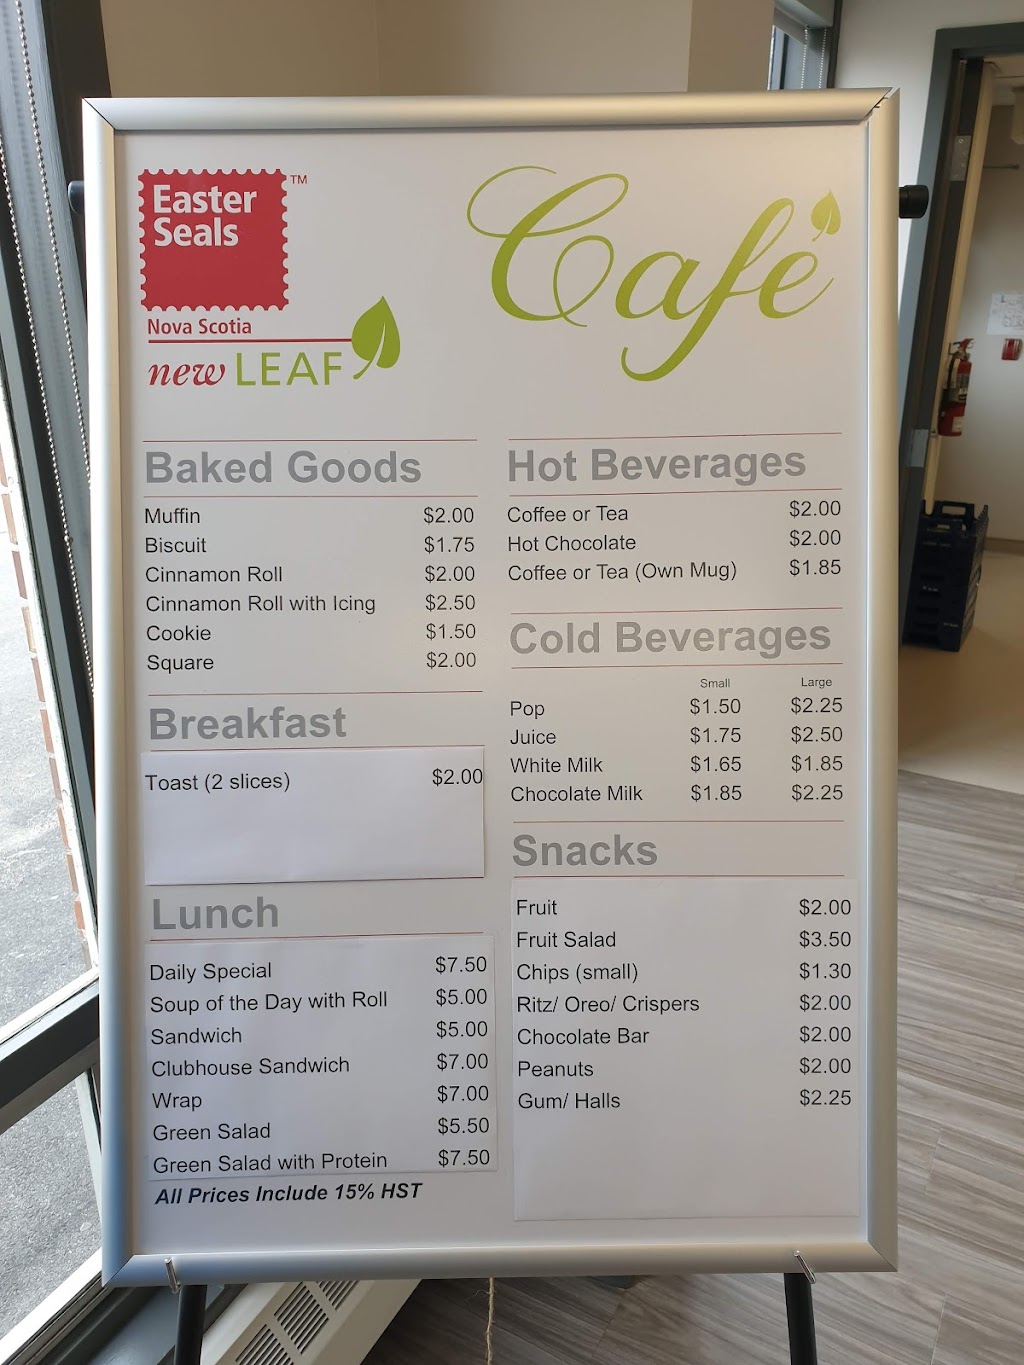 Easter
Seals
TM
Nova Scotia
new LEAF
Café
Baked Goods
Muffin $2.00
Biscuit $1.75
Cinnamon Roll $2.00
Cinnamon Roll with Icing $2.50
Cookie $1.50
Square $2.00
Breakfast
Toast (2 slices) $2.00
Lunch
Daily Special $7.50
Soup of the Day with Roll $5.00
Sandwich $5.00
Clubhouse Sandwich $7.00
Wrap $7.00
Green Salad $5.50
Green Salad with Protein $7.50
All Prices Include 15% HST
Hot Beverages
Coffee or Tea $2.00
Hot Chocolate $2.00
Coffee or Tea (Own Mug) $1.85
Cold Beverages
Small Large
Pop $1.50 $2.25
Juice $1.75 $2.50
White Milk $1.65 $1.85
Chocolate Milk $1.85 $2.25
Snacks
Fruit $2.00
Fruit Salad $3.50
Chips (small) $1.30
Ritz/ Oreo/ Crispers $2.00
Chocolate Bar $2.00
Peanuts $2.00
Gum/ Halls $2.25